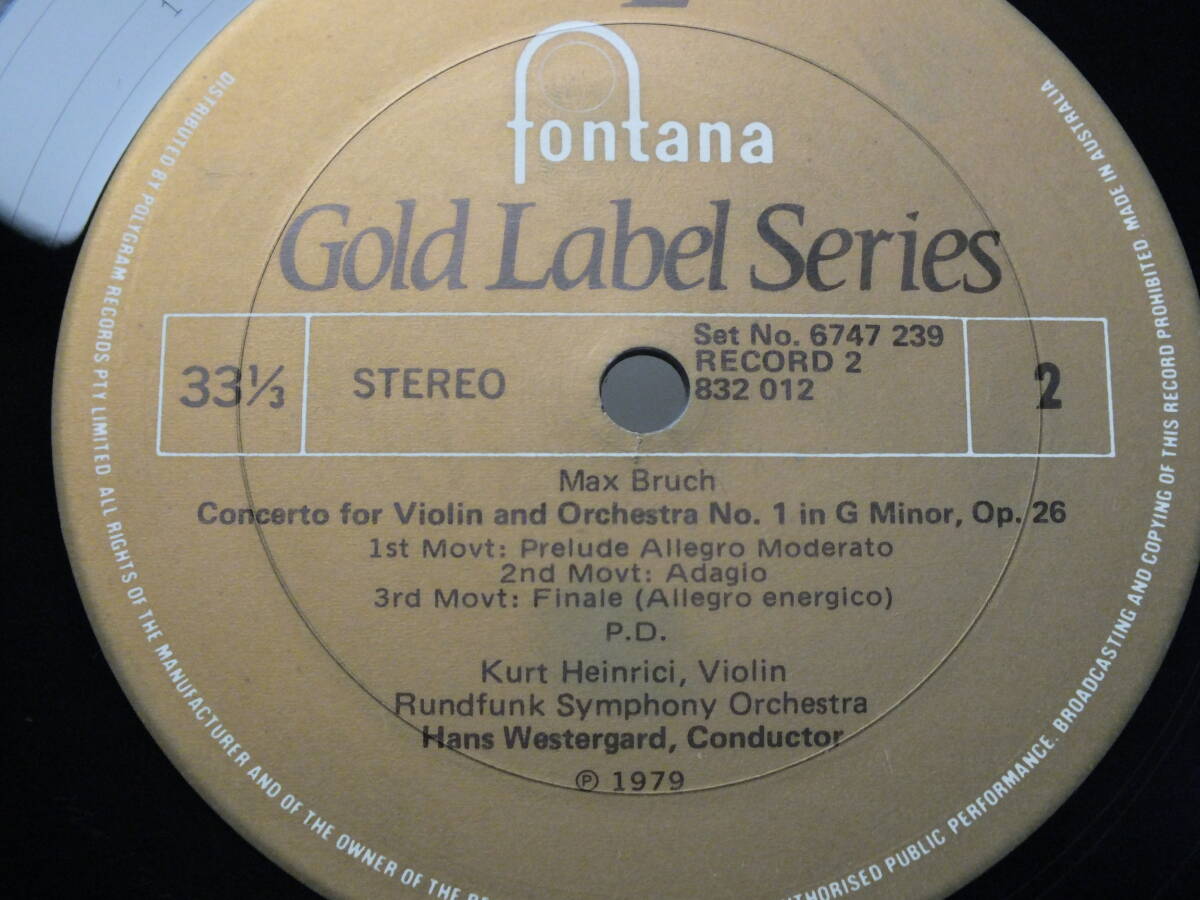 fontana
Gold Label Series
33⅓
STEREO
Set No. 6747 239
RECORD 2
832 012
2
Max Bruch
Concerto for Violin and Orchestra No. 1 in G Minor, Op. 26
1st Movt: Prelude Allegro Moderato
2nd Movt: Adagio
3rd Movt: Finale (Allegro energico)
P.D.
Kurt Heinrici, Violin
Rundfunk Symphony Orchestra
Hans Westergard, Conductor
℗ 1979
DISTRIBUTED BY POLYGRAM RECORDS PTY LIMITED. ALL RIGHTS OF THE MANUFACTURER AND OF THE OWNER OF THE
PUBLIC PERFORMANCE. BROADCASTING AND COPYING OF THIS RECORD PROHIBITED. MADE IN AUSTRALIA
1